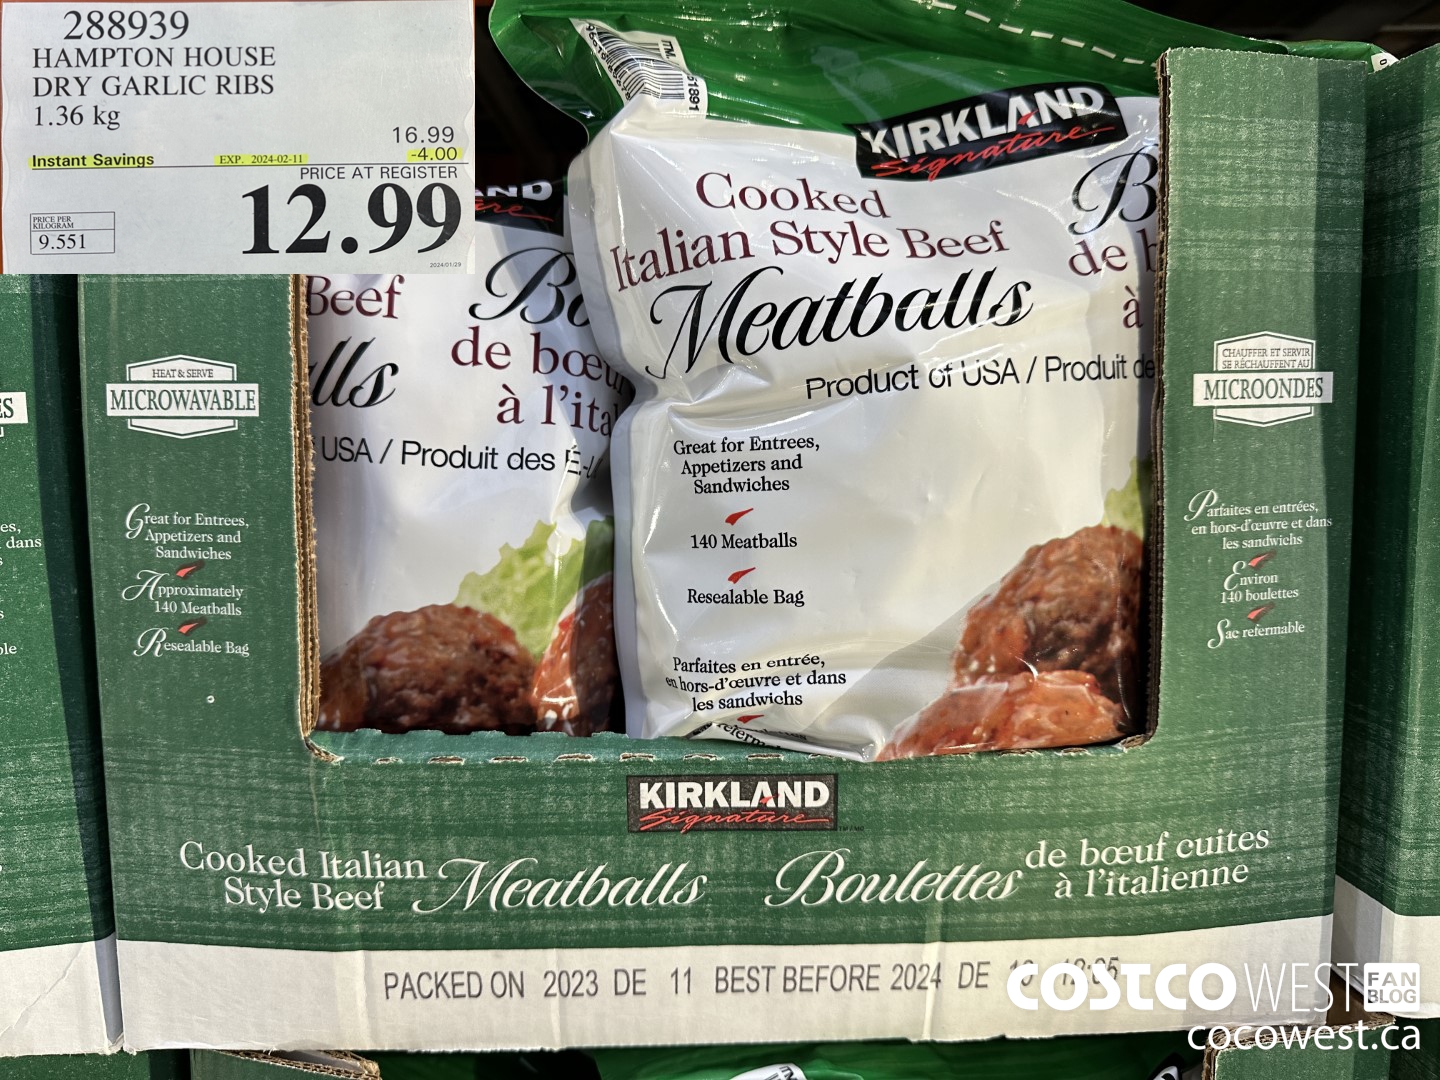 288939
HAMPTON HOUSE
DRY GARLIC RIBS
1.36 kg
16.99
Instant Savings EXP. 2024-02-11 -4.00
PRICE AT REGISTER
12.99
PRICE PER
KILOGRAM
9.551
2024/01/29
KIRKLAND
Signature
Cooked
Italian Style Beef
Meatballs
Product of USA / Produit de
Great for Entrees,
Appetizers and
Sandwiches
140 Meatballs
Resealable Bag
Parfaites en entrée,
en hors-d'œuvre et dans
les sandwichs
B
de b
à
Beef
de bœu
à l'ita
USA / Produit des É.-U
HEAT & SERVE
MICROWAVABLE
Great for Entrees,
Appetizers and
Sandwiches
Approximately
140 Meatballs
Resealable Bag
CHAUFFER ET SERVIR
SE RÉCHAUFFENT AU
MICROONDES
Parfaites en entrées,
en hors-d'œuvre et dans
les sandwichs
Environ
140 boulettes
Sac refermable
KIRKLAND
Signature
Cooked Italian
Style Beef
Meatballs
Boulettes
de bœuf cuites
à l'italienne
PACKED ON 2023 DE 11 BEST BEFORE 2024 DE
COSTCO WEST FAN BLOG
cocowest.ca